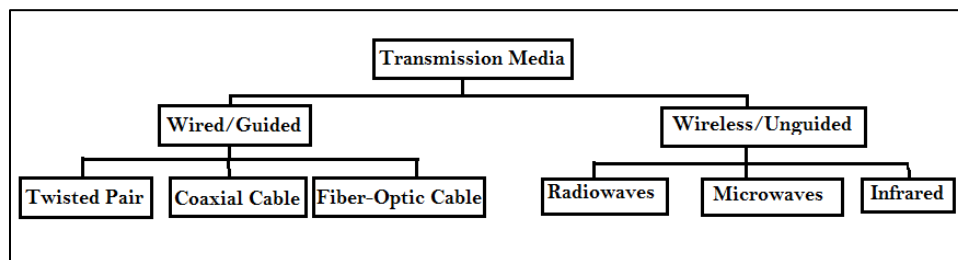 Transmission Media
Wired/Guided
Wireless/Unguided
Twisted Pair
Coaxial Cable
Fiber-Optic Cable
Radiowaves
Microwaves
Infrared